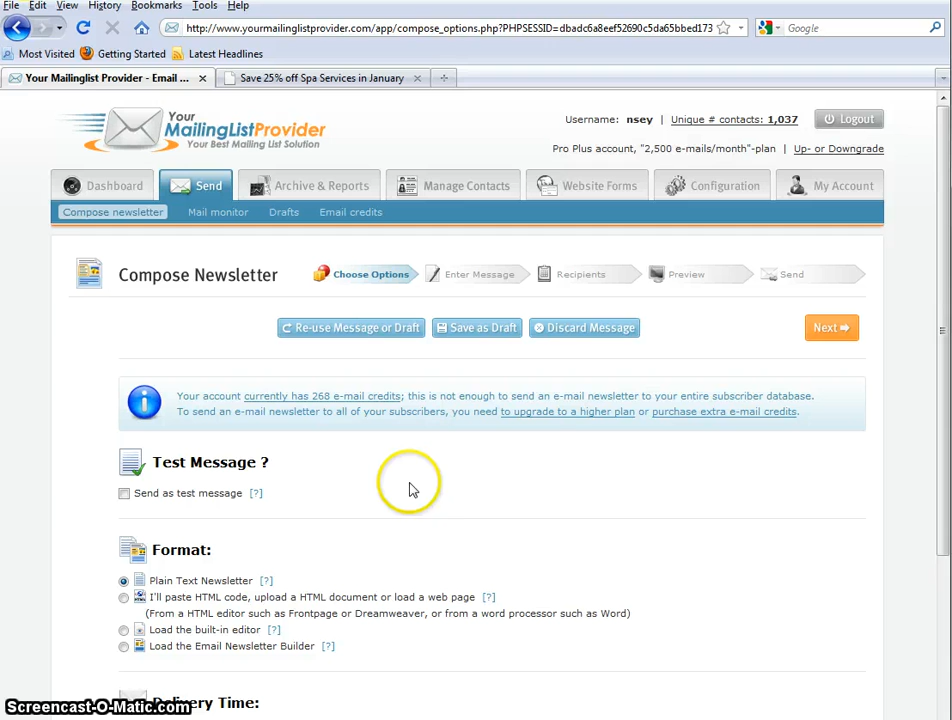 File Edit View History Bookmarks Tools Help
http://www.yourmailinglistprovider.com/app/compose_options.php?PHPSESSID=dbadc6a8eef52690c5da65bbed173
Google
Most Visited Getting Started Latest Headlines
Your Mailinglist Provider - Email ...
Save 25% off Spa Services in January
Your
MailingListProvider
Your Best Mailing List Solution
Username: nsey | Unique # contacts: 1,037
Logout
Pro Plus account, "2,500 e-mails/month"-plan | Up- or Downgrade
Dashboard Send Archive & Reports Manage Contacts Website Forms Configuration My Account
Compose newsletter Mail monitor Drafts Email credits
Compose Newsletter
Choose Options Enter Message Recipients Preview Send
Re-use Message or Draft Save as Draft Discard Message Next
Your account currently has 268 e-mail credits; this is not enough to send an e-mail newsletter to your entire subscriber database.
To send an e-mail newsletter to all of your subscribers, you need to upgrade to a higher plan or purchase extra e-mail credits.
Test Message ?
Send as test message [?]
Format:
Plain Text Newsletter [?]
I'll paste HTML code, upload a HTML document or load a web page [?]
(From a HTML editor such as Frontpage or Dreamweaver, or from a word processor such as Word)
Load the built-in editor [?]
Load the Email Newsletter Builder [?]
Delivery Time:
Screencast-O-Matic.com